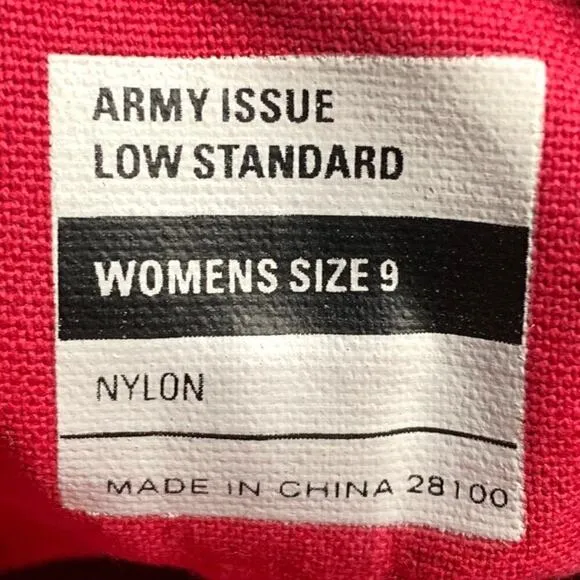 ARMY ISSUE
LOW STANDARD
WOMENS SIZE 9
NYLON
MADE IN CHINA 28100